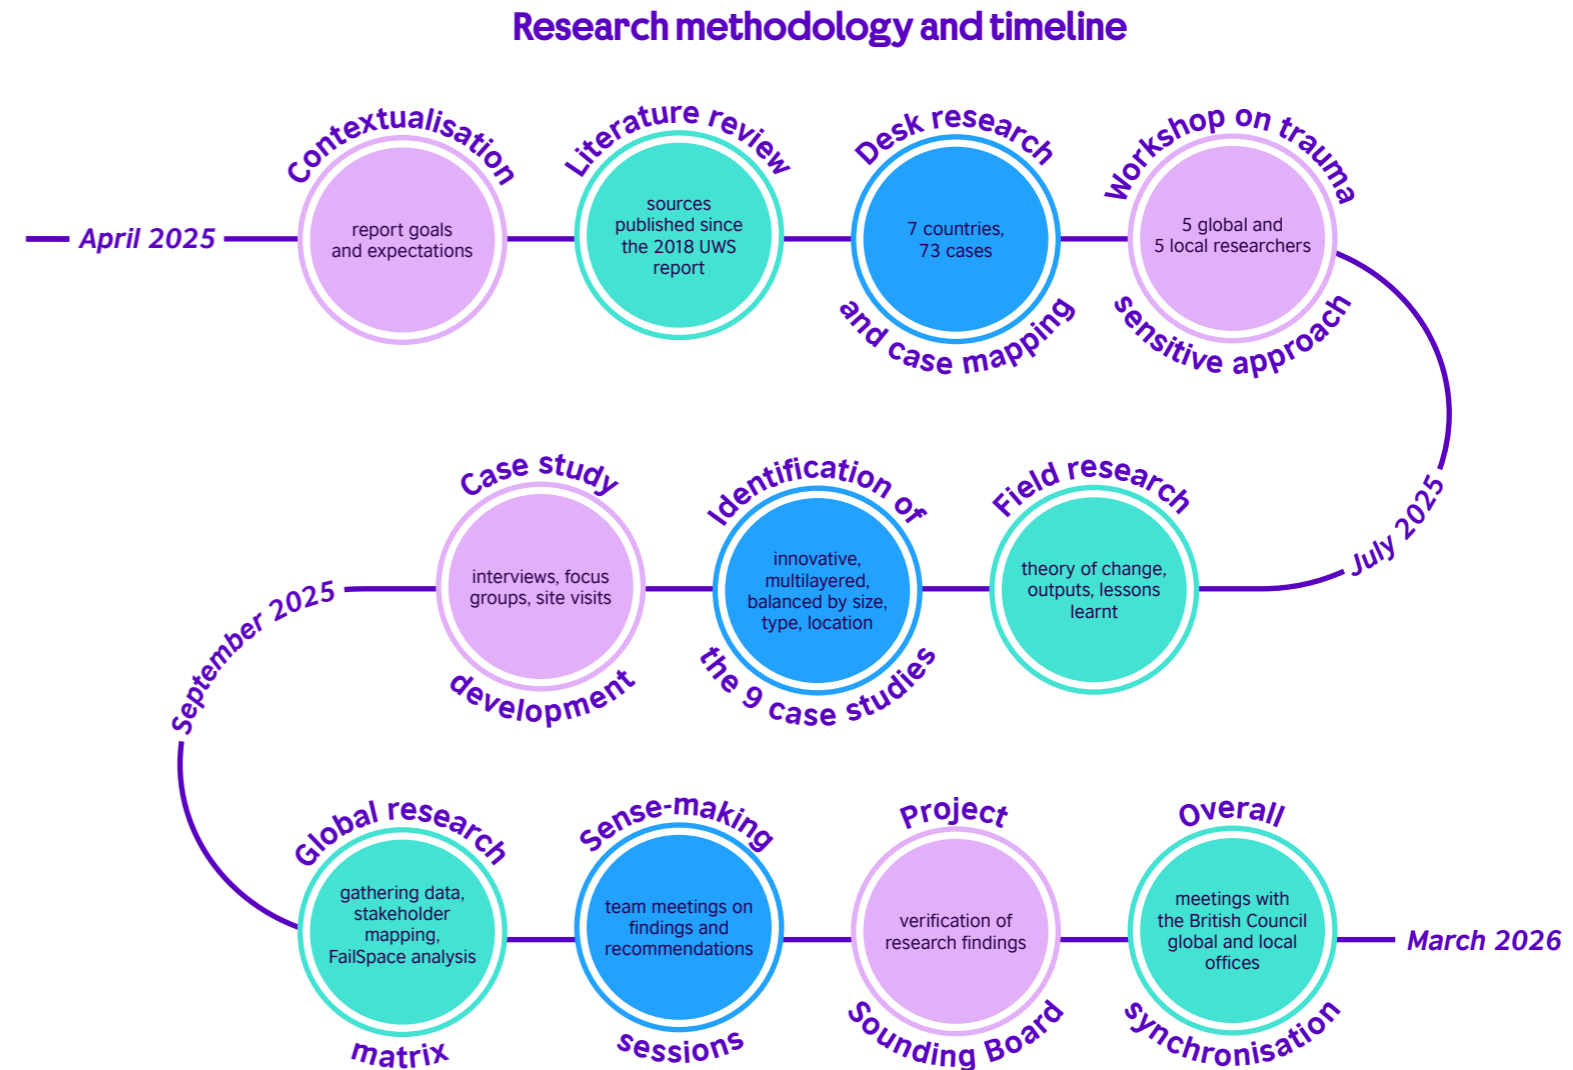 Research methodology and timeline
April 2025
Contextualisation
report goals
and expectations
Literature review
sources
published since
the 2018 UWS
report
Desk research
and case mapping
7 countries,
73 cases
Workshop on trauma
sensitive approach
5 global and
5 local researchers
July 2025
Field research
theory of change,
outputs, lessons
learnt
Identification of
the 9 case studies
innovative,
multilayered,
balanced by size,
type, location
Case study
development
interviews, focus
groups, site visits
September 2025
Global research
matrix
gathering data,
stakeholder
mapping,
FailSpace analysis
Sense-making
sessions
team meetings on
findings and
recommendations
Project
Sounding Board
verification of
research findings
Overall
synchronisation
meetings with
the British Council
global and local
offices
March 2026